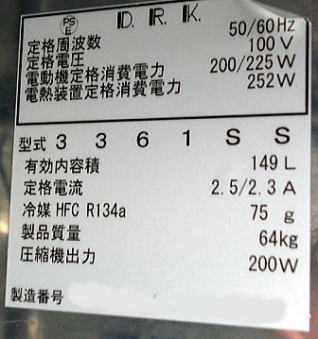 PS E D. R. K.
定格周波数 50/60Hz
定格電圧 100V
電動機定格消費電力 200/225W
電熱装置定格消費電力 252W
型式 3 3 6 1 S S
有効内容積 149L
定格電流 2.5/2.3A
冷媒 HFC R134a 75 g
製品質量 64kg
圧縮機出力 200W
製造番号